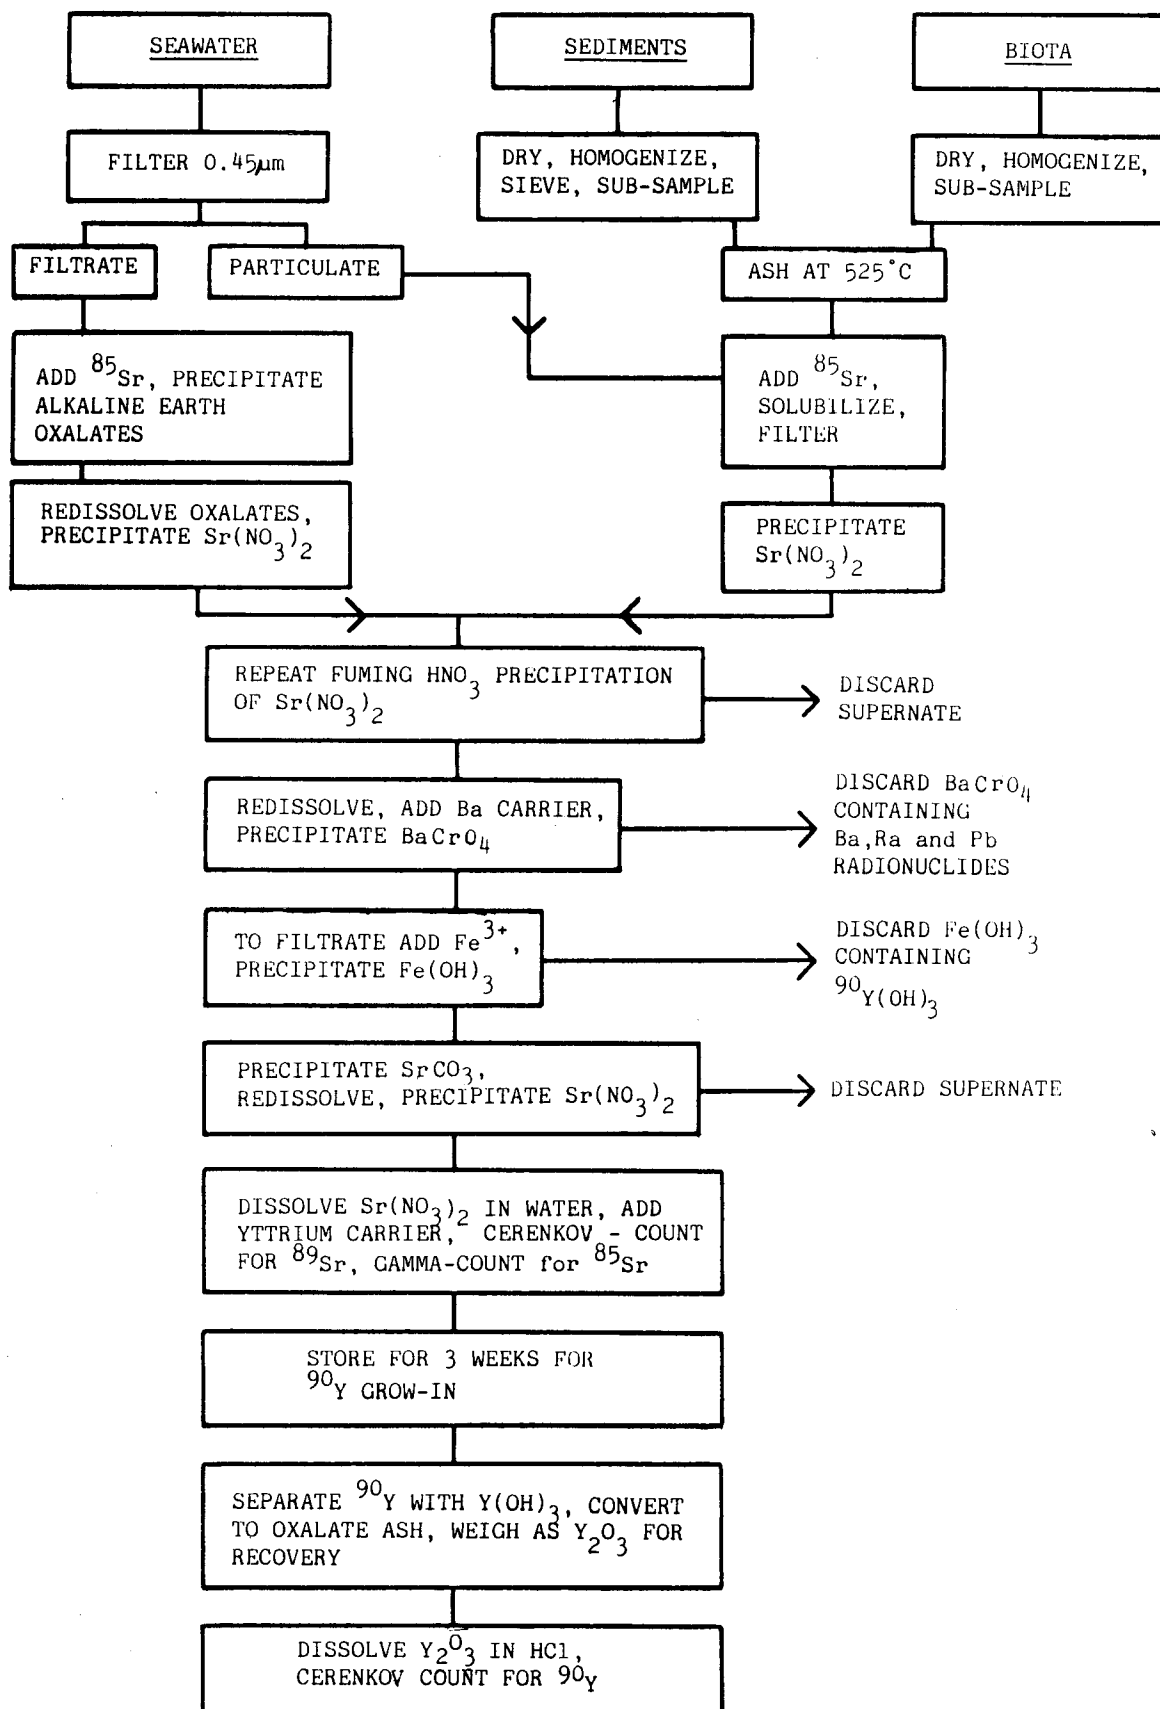 SEAWATER
SEDIMENTS
BIOTA
FILTER 0.45µm
DRY, HOMOGENIZE,
SIEVE, SUB-SAMPLE
DRY, HOMOGENIZE,
SUB-SAMPLE
FILTRATE
PARTICULATE
ASH AT 525°C
ADD ⁸⁵Sr, PRECIPITATE
ALKALINE EARTH
OXALATES
ADD ⁸⁵Sr,
SOLUBILIZE,
FILTER
REDISSOLVE OXALATES,
PRECIPITATE Sr(NO₃)₂
PRECIPITATE
Sr(NO₃)₂
REPEAT FUMING HNO₃ PRECIPITATION
OF Sr(NO₃)₂
DISCARD
SUPERNATE
REDISSOLVE, ADD Ba CARRIER,
PRECIPITATE BaCrO₄
DISCARD BaCrO₄
CONTAINING
Ba,Ra and Pb
RADIONUCLIDES
TO FILTRATE ADD Fe³⁺,
PRECIPITATE Fe(OH)₃
DISCARD Fe(OH)₃
CONTAINING
⁹⁰Y(OH)₃
PRECIPITATE SrCO₃,
REDISSOLVE, PRECIPITATE Sr(NO₃)₂
DISCARD SUPERNATE
DISSOLVE Sr(NO₃)₂ IN WATER, ADD
YTTRIUM CARRIER, CERENKOV - COUNT
FOR ⁸⁹Sr, GAMMA-COUNT for ⁸⁵Sr
STORE FOR 3 WEEKS FOR
⁹⁰Y GROW-IN
SEPARATE ⁹⁰Y WITH Y(OH)₃, CONVERT
TO OXALATE ASH, WEIGH AS Y₂O₃ FOR
RECOVERY
DISSOLVE Y₂O₃ IN HCl,
CERENKOV COUNT FOR ⁹⁰Y